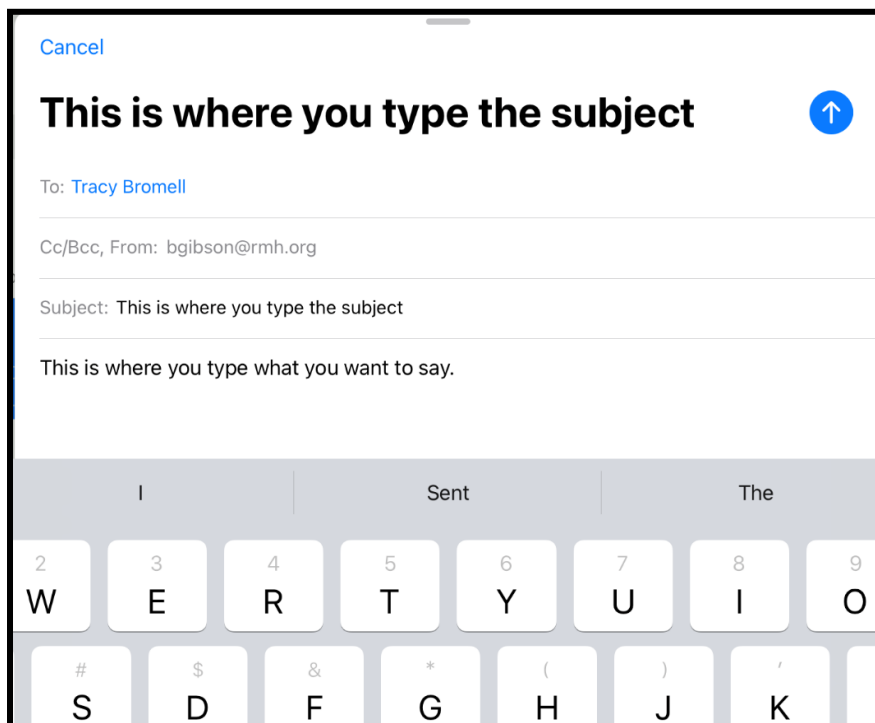 Cancel
This is where you type the subject
To: Tracy Bromell
Cc/Bcc, From: bgibson@rmh.org
Subject: This is where you type the subject
This is where you type what you want to say.
I Sent The
2 3 4 5 6 7 8 9
W E R T Y U I O
# $ & * ( ) '
S D F G H J K